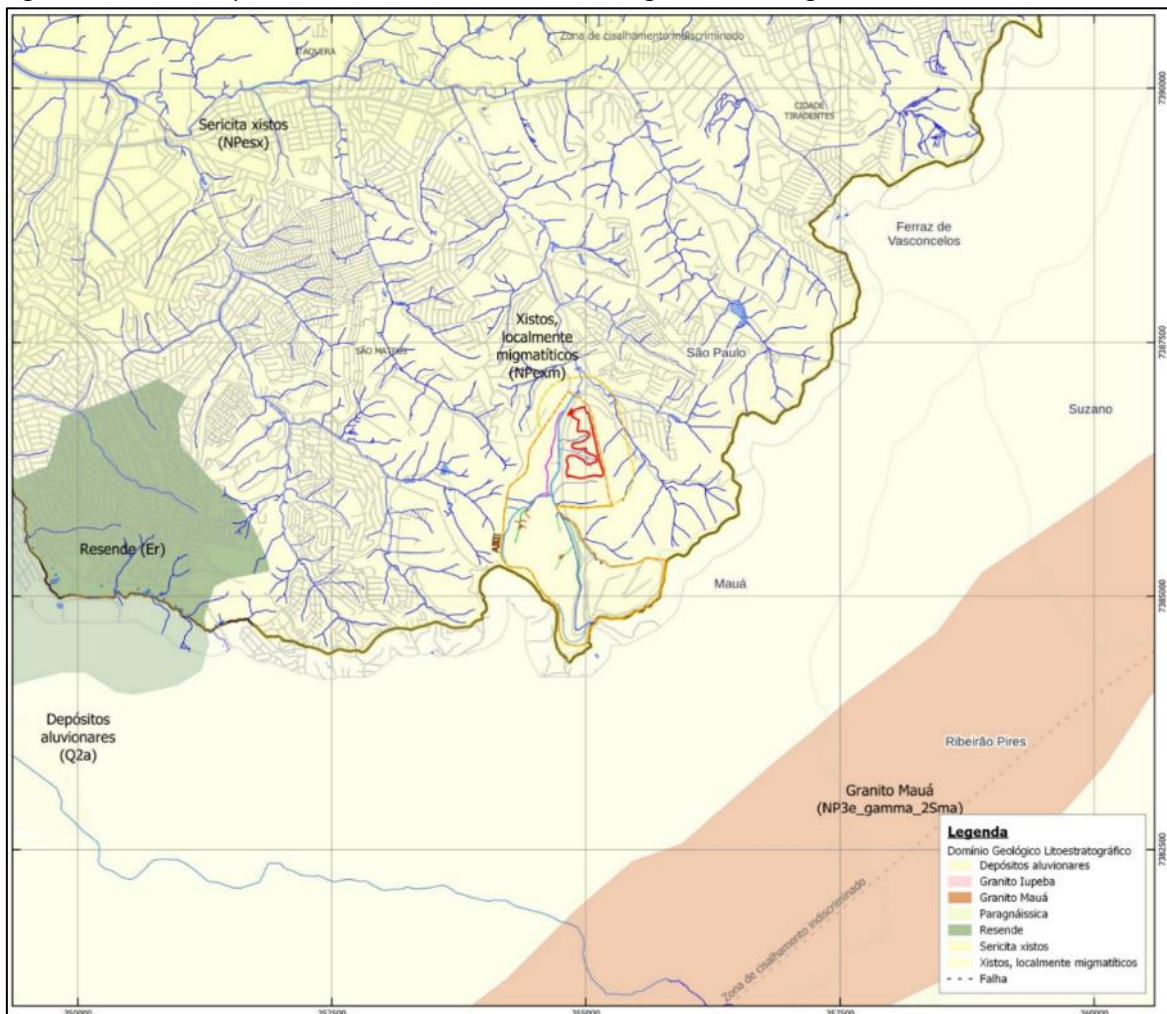 Zona de cisalhamento indiscriminado
ITAQUERA
7390000
CIDADE
TIRADENTES
Sericita xistos
(NPesx)
Ferraz de
Vasconcelos
Xistos,
localmente
migmatíticos
(NPexm)
SÃO MATEUS
São Paulo
7387500
Suzano
Resende (Er)
Mauá
7385000
Depósitos
aluvionares
(Q2a)
Ribeirão Pires
Granito Mauá
(NP3e_gamma_2Sma)
7382500
Zona de cisalhamento indiscriminado
Legenda
Domínio Geológico Litoestratográfico
Depósitos aluvionares
Granito Iupeba
Granito Mauá
Paragnáissica
Resende
Sericita xistos
Xistos, localmente migmatíticos
Falha
350000
352500
355000
357500
360000